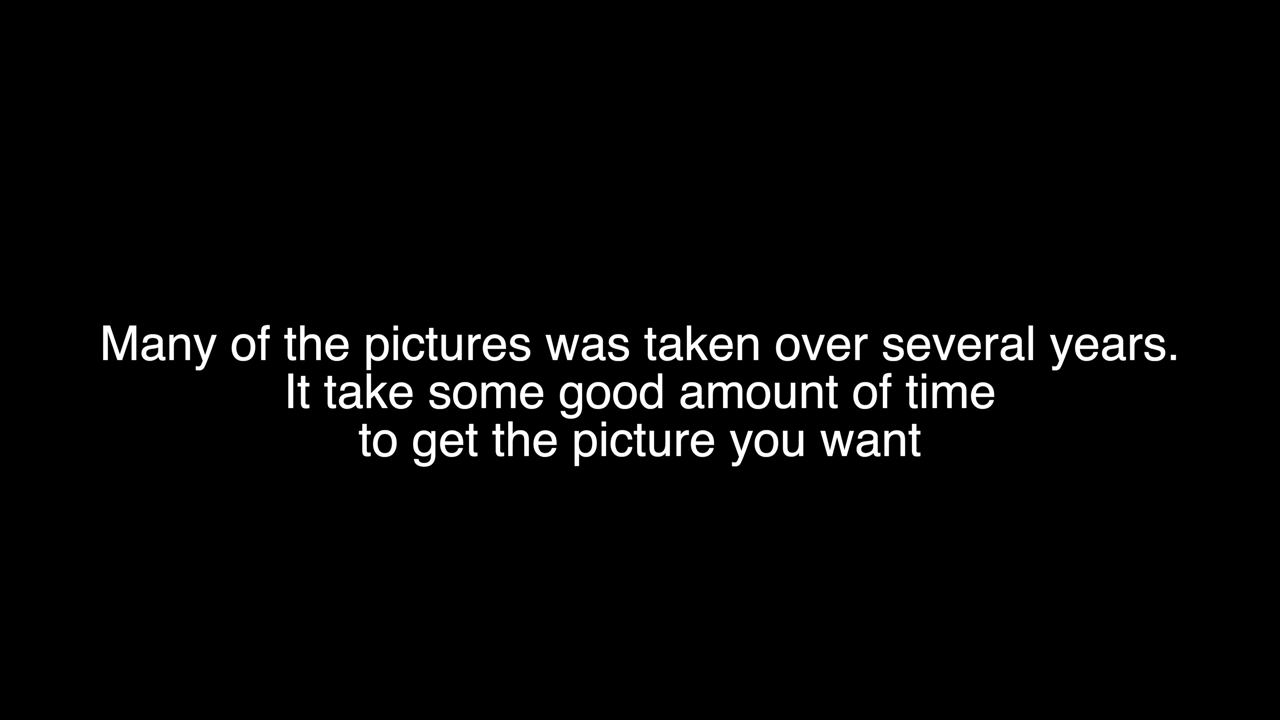 Many of the pictures was taken over several years.
It take some good amount of time
to get the picture you want